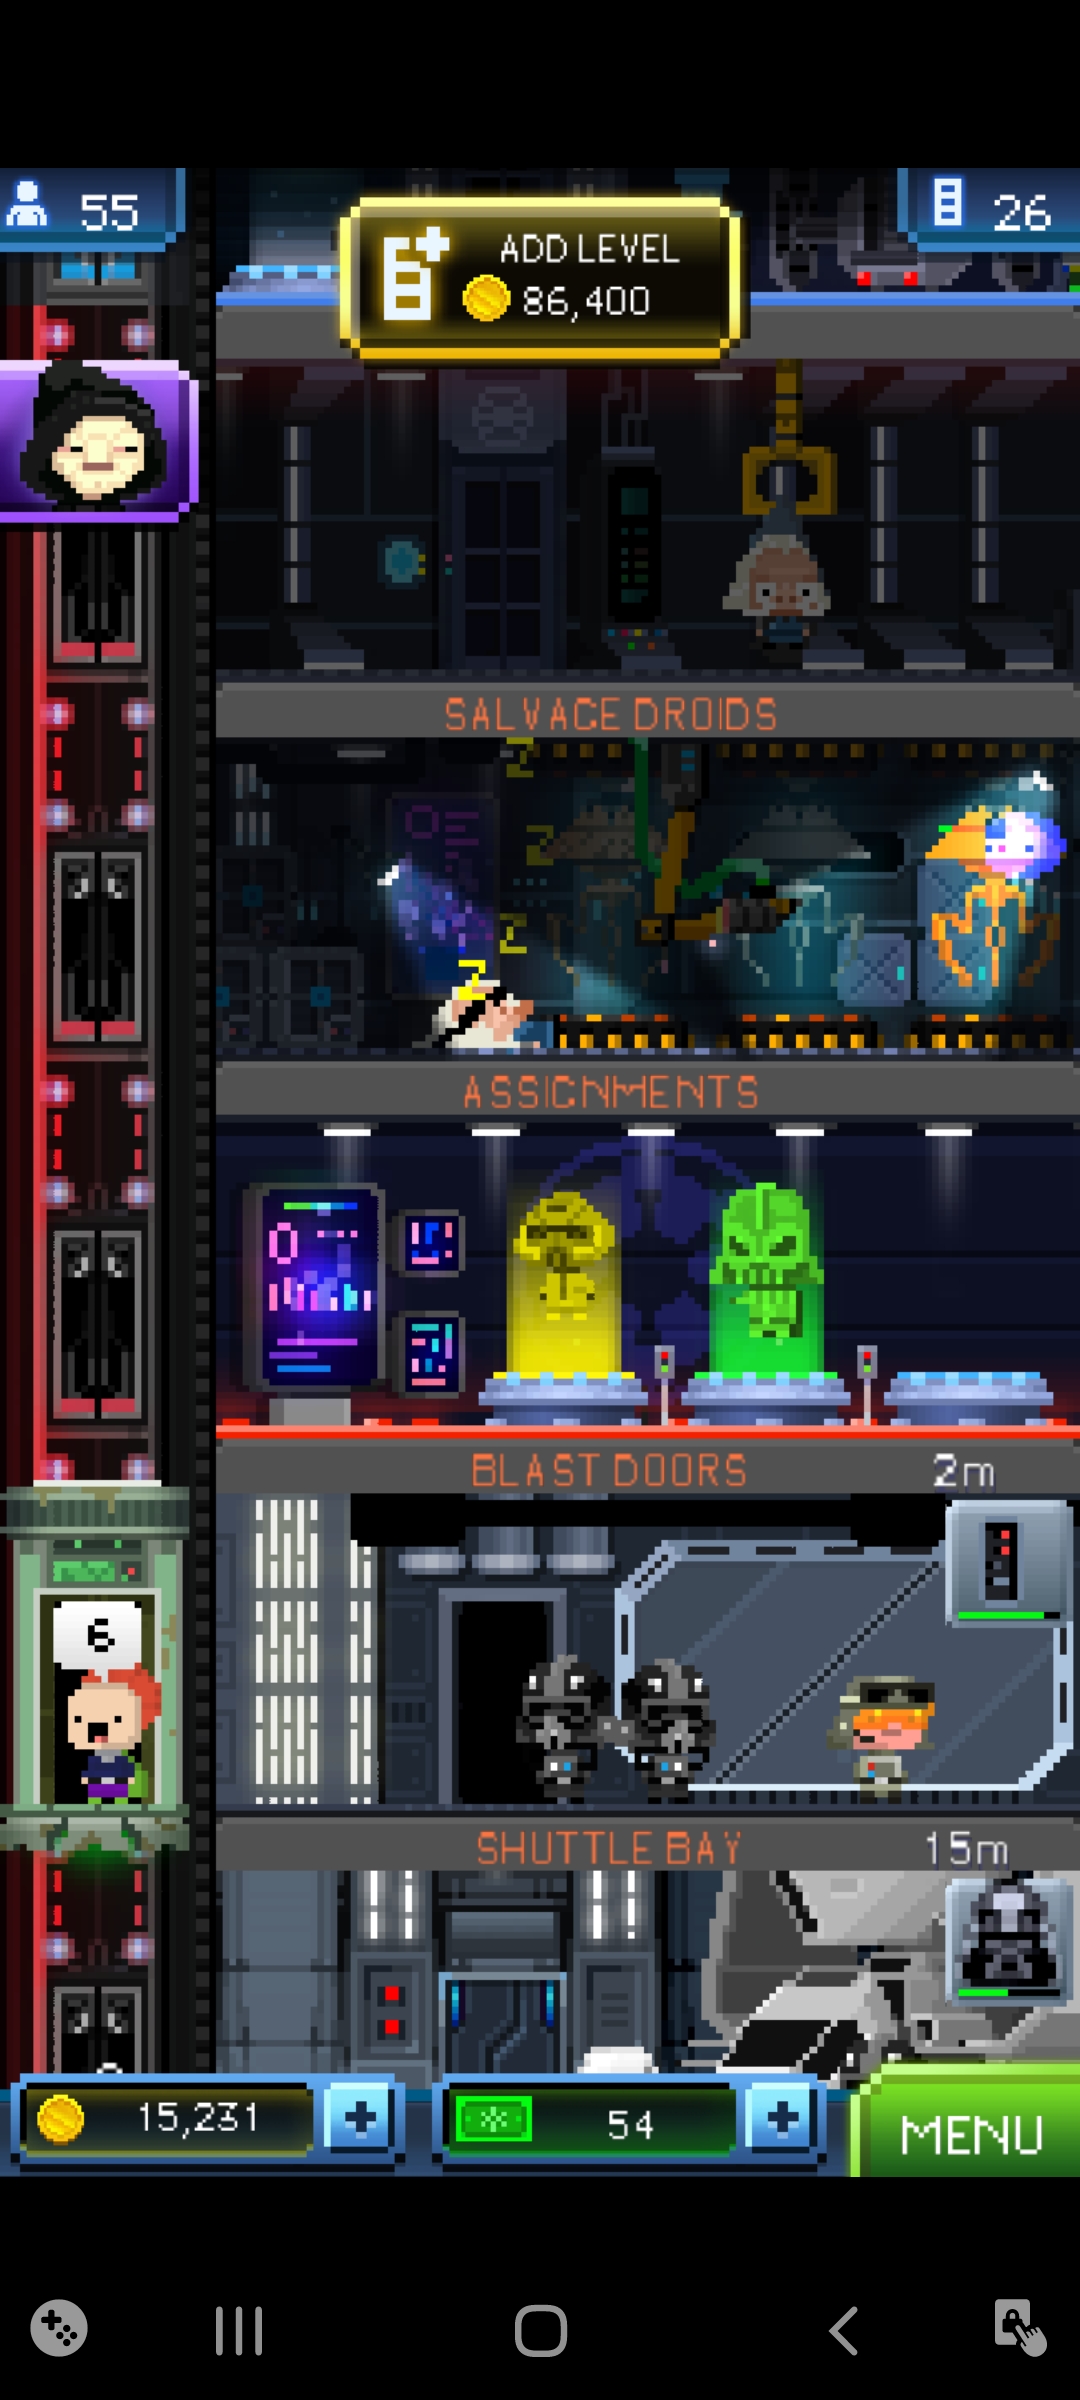 55
ADD LEVEL
86,400
26
SALVAGE DROIDS
Z
Z
Z
Z
ASSIGNMENTS
BLAST DOORS 2m
6
SHUTTLE BAY 15m
15,231
54
MENU